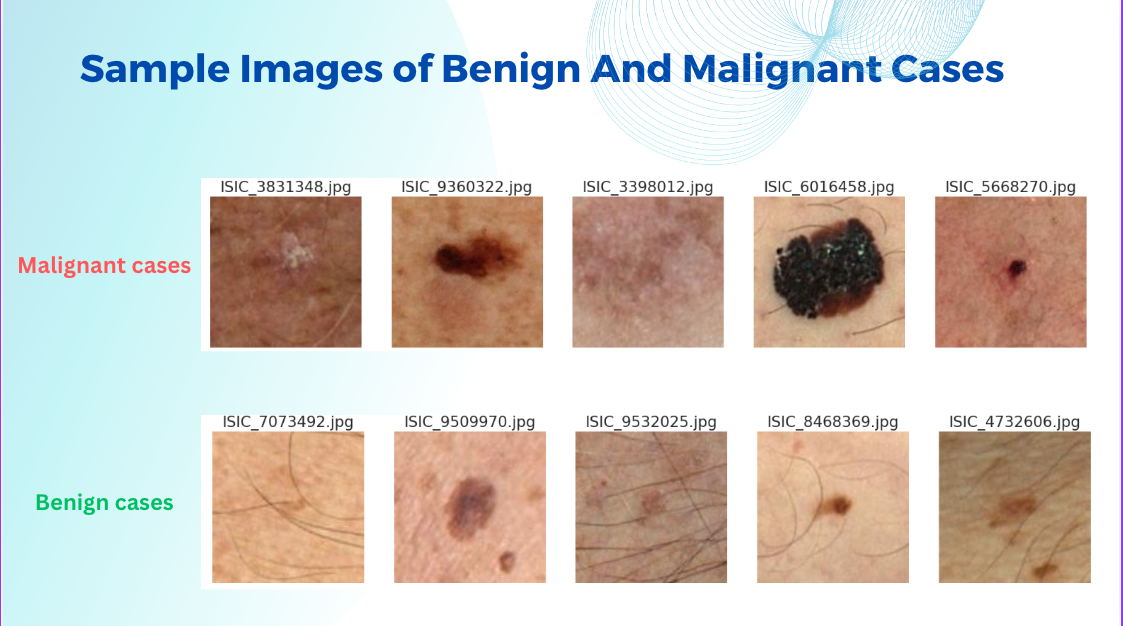 Sample Images of Benign And Malignant Cases
ISIC_3831348.jpg ISIC_9360322.jpg ISIC_3398012.jpg ISIC_6016458.jpg ISIC_5668270.jpg
Malignant cases
ISIC_7073492.jpg ISIC_9509970.jpg ISIC_9532025.jpg ISIC_8468369.jpg ISIC_4732606.jpg
Benign cases